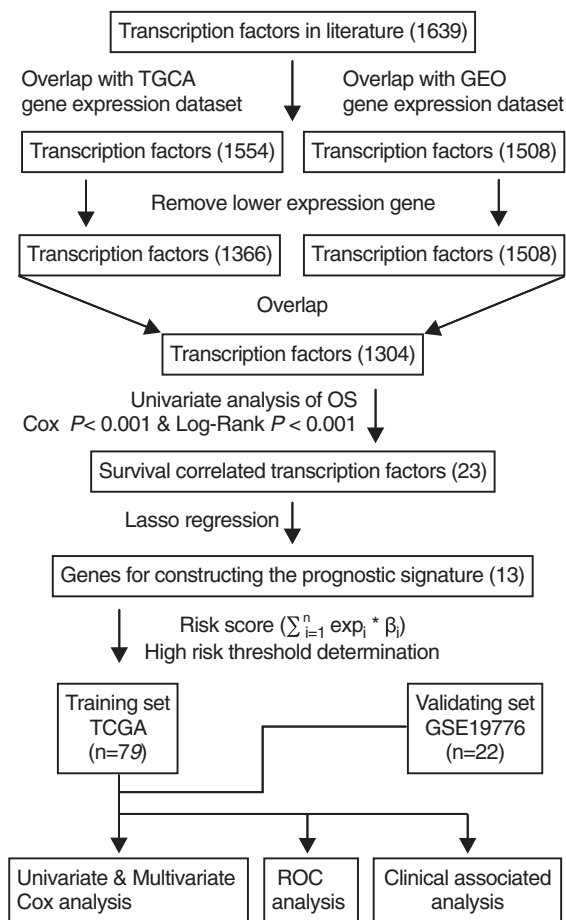 Transcription factors in literature (1639)
Overlap with TGCA
gene expression dataset
Overlap with GEO
gene expression dataset
Transcription factors (1554)
Transcription factors (1508)
Remove lower expression gene
Transcription factors (1366)
Transcription factors (1508)
Overlap
Transcription factors (1304)
Univariate analysis of OS
Cox P< 0.001 & Log-Rank P < 0.001
Survival correlated transcription factors (23)
Lasso regression
Genes for constructing the prognostic signature (13)
Risk score (∑ⁿᵢ₌₁ expᵢ * βᵢ)
High risk threshold determination
Training set
TCGA
(n=79)
Validating set
GSE19776
(n=22)
Univariate & Multivariate
Cox analysis
ROC
analysis
Clinical associated
analysis